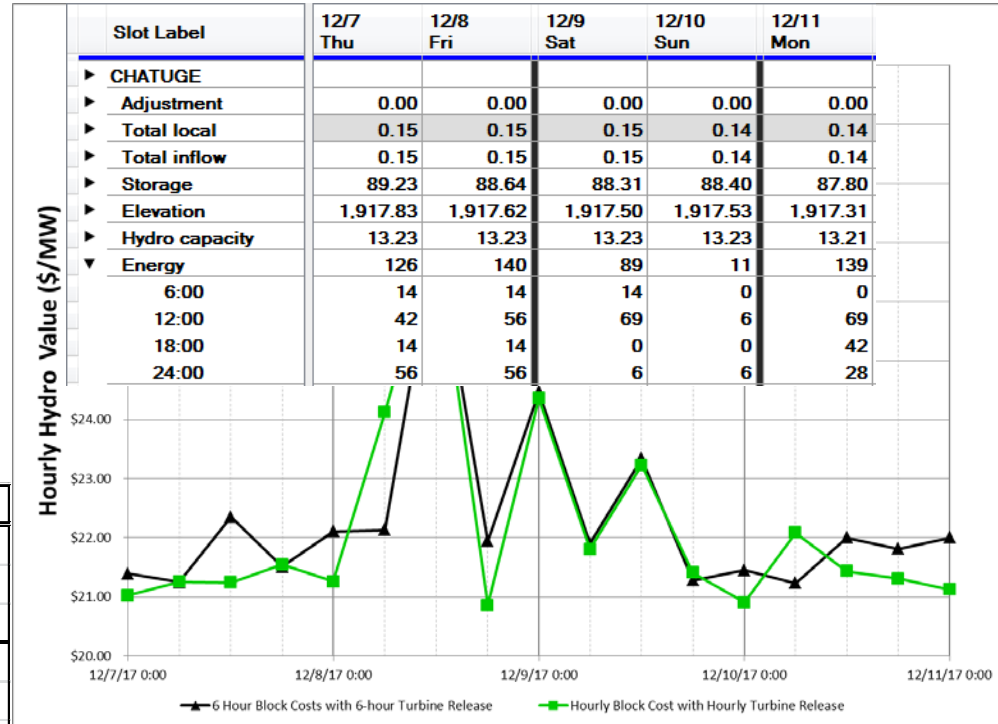 Slot Label 12/7 Thu 12/8 Fri 12/9 Sat 12/10 Sun 12/11 Mon
CHATUGE
Adjustment 0.00 0.00 0.00 0.00 0.00
Total local 0.15 0.15 0.15 0.14 0.14
Total inflow 0.15 0.15 0.15 0.14 0.14
Storage 89.23 88.64 88.31 88.40 87.80
Elevation 1,917.83 1,917.62 1,917.50 1,917.53 1,917.31
Hydro capacity 13.23 13.23 13.23 13.23 13.21
Energy 126 140 89 11 139
6:00 14 14 14 0 0
12:00 42 56 69 6 69
18:00 14 14 0 0 42
24:00 56 56 6 6 28
Hourly Hydro Value ($/MW)
$24.00
$23.00
$22.00
$21.00
$20.00
12/7/17 0:00 12/8/17 0:00 12/9/17 0:00 12/10/17 0:00 12/11/17 0:00
6 Hour Block Costs with 6-hour Turbine Release Hourly Block Cost with Hourly Turbine Release